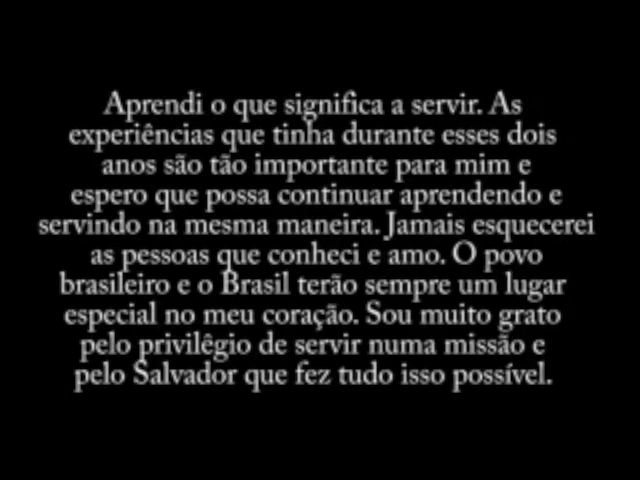 Aprendi o que significa a servir. As
experiências que tinha durante esses dois
anos são tão importante para mim e
espero que possa continuar aprendendo e
servindo na mesma maneira. Jamais esquecerei
as pessoas que conheci e amo. O povo
brasileiro e o Brasil terão sempre um lugar
especial no meu coração. Sou muito grato
pelo privilêgio de servir numa missão e
pelo Salvador que fez tudo isso possível.